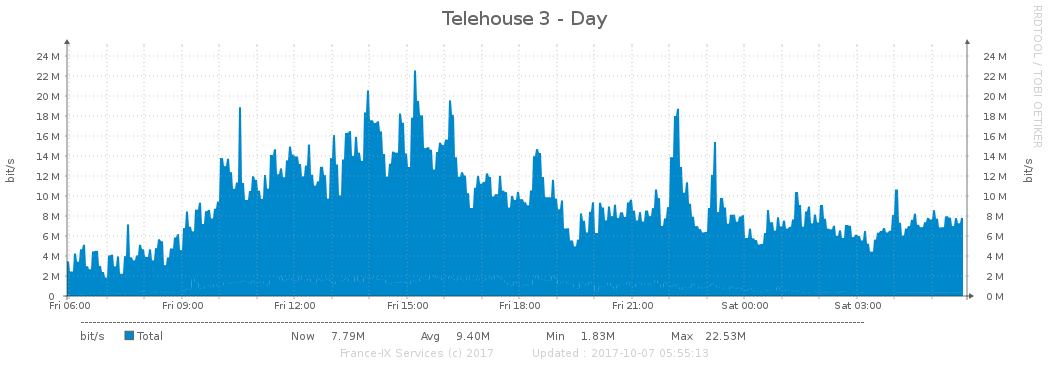 Telehouse 3 - Day
RRDTOOL / TOBI OETIKER
24 M 24 M
22 M 22 M
20 M 20 M
18 M 18 M
16 M 16 M
14 M 14 M
12 M 12 M
10 M 10 M
8 M 8 M
6 M 6 M
4 M 4 M
2 M 2 M
0 0 M
bit/s bit/s
Fri 06:00 Fri 09:00 Fri 12:00 Fri 15:00 Fri 18:00 Fri 21:00 Sat 00:00 Sat 03:00
bit/s Total Now 7.79M Avg 9.40M Min 1.83M Max 22.53M
France-IX Services (c) 2017 Updated : 2017-10-07 05:55:13